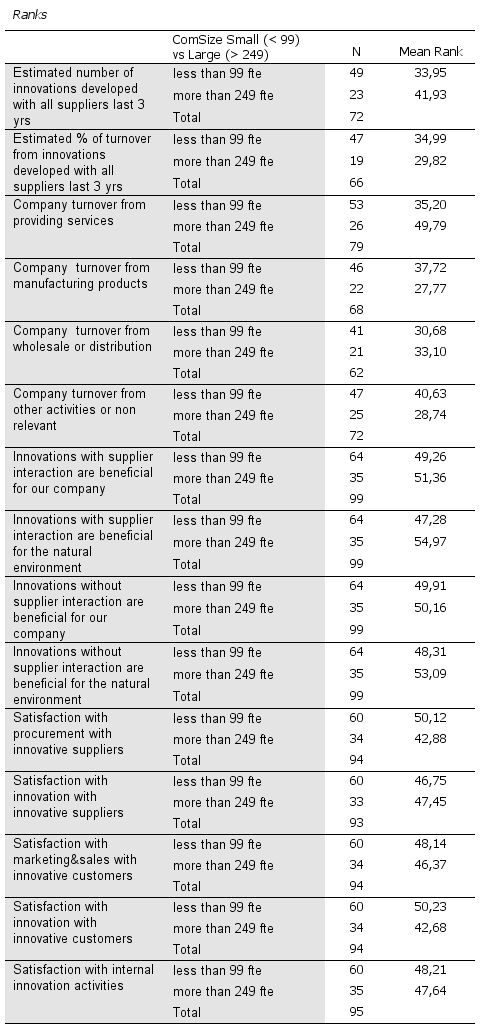 Ranks
ComSize Small (< 99)
vs Large (> 249) N Mean Rank
Estimated number of
innovations developed
with all suppliers last 3
yrs
less than 99 fte 49 33,95
more than 249 fte 23 41,93
Total 72
Estimated % of turnover
from innovations
developed with all
suppliers last 3 yrs
less than 99 fte 47 34,99
more than 249 fte 19 29,82
Total 66
Company turnover from
providing services
less than 99 fte 53 35,20
more than 249 fte 26 49,79
Total 79
Company turnover from
manufacturing products
less than 99 fte 46 37,72
more than 249 fte 22 27,77
Total 68
Company turnover from
wholesale or distribution
less than 99 fte 41 30,68
more than 249 fte 21 33,10
Total 62
Company turnover from
other activities or non
relevant
less than 99 fte 47 40,63
more than 249 fte 25 28,74
Total 72
Innovations with supplier
interaction are beneficial
for our company
less than 99 fte 64 49,26
more than 249 fte 35 51,36
Total 99
Innovations with supplier
interaction are beneficial
for the natural
environment
less than 99 fte 64 47,28
more than 249 fte 35 54,97
Total 99
Innovations without
supplier interaction are
beneficial for our
company
less than 99 fte 64 49,91
more than 249 fte 35 50,16
Total 99
Innovations without
supplier interaction are
beneficial for the natural
environment
less than 99 fte 64 48,31
more than 249 fte 35 53,09
Total 99
Satisfaction with
procurement with
innovative suppliers
less than 99 fte 60 50,12
more than 249 fte 34 42,88
Total 94
Satisfaction with
innovation with
innovative suppliers
less than 99 fte 60 46,75
more than 249 fte 33 47,45
Total 93
Satisfaction with
marketing&sales with
innovative customers
less than 99 fte 60 48,14
more than 249 fte 34 46,37
Total 94
Satisfaction with
innovation with
innovative customers
less than 99 fte 60 50,23
more than 249 fte 34 42,68
Total 94
Satisfaction with internal
innovation activities
less than 99 fte 60 48,21
more than 249 fte 35 47,64
Total 95